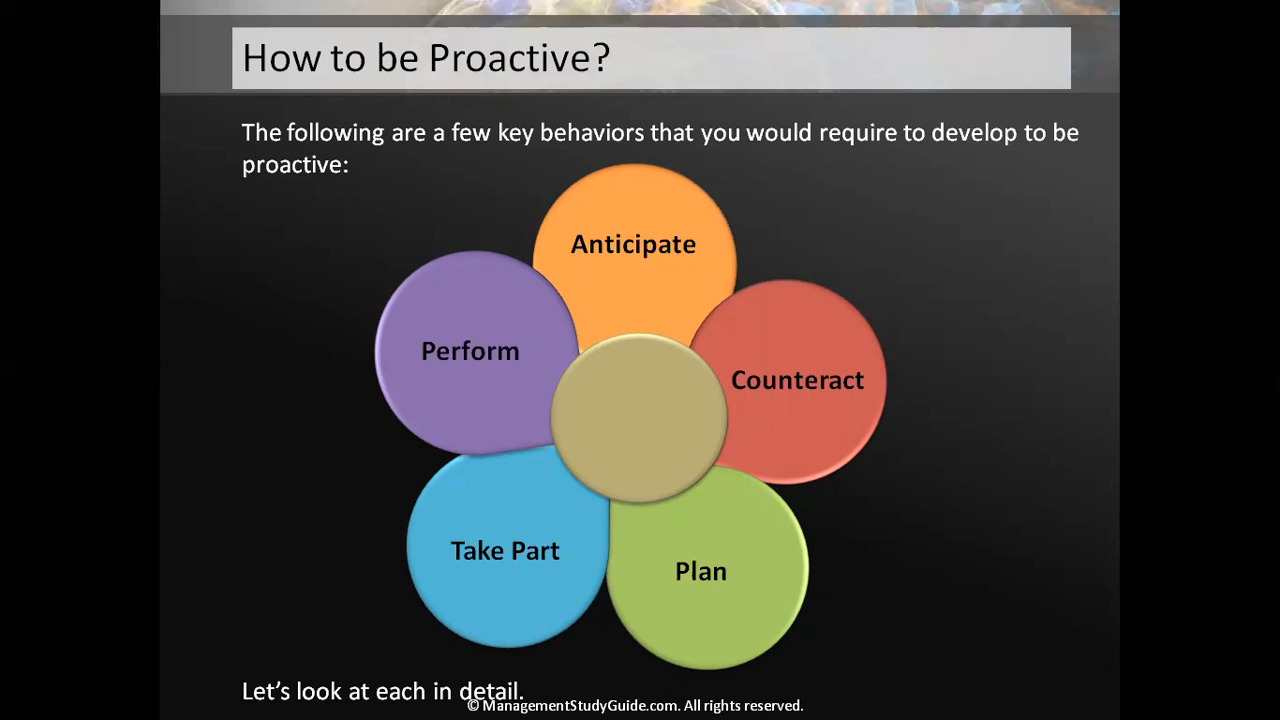 How to be Proactive?
The following are a few key behaviors that you would require to develop to be
proactive:
Anticipate
Counteract
Plan
Take Part
Perform
Let's look at each in detail.
© ManagementStudyGuide.com. All rights reserved.